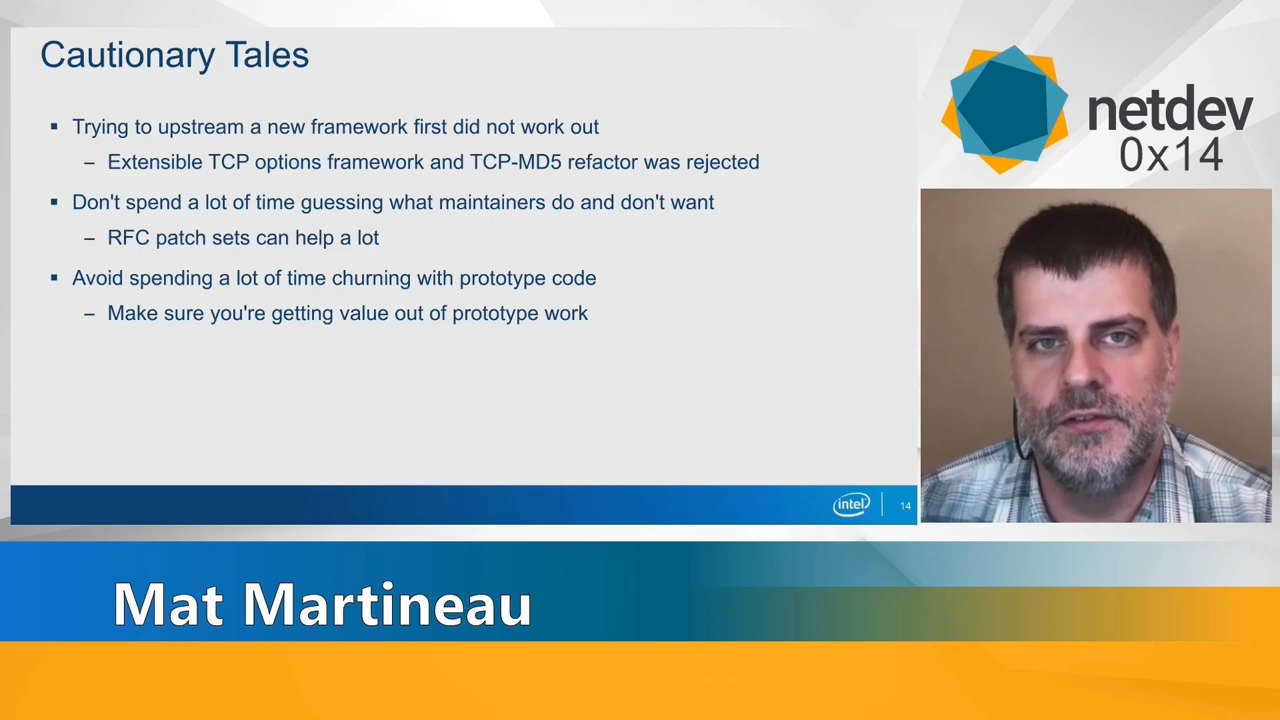 Cautionary Tales
▪ Trying to upstream a new framework first did not work out
– Extensible TCP options framework and TCP-MD5 refactor was rejected
▪ Don't spend a lot of time guessing what maintainers do and don't want
– RFC patch sets can help a lot
▪ Avoid spending a lot of time churning with prototype code
– Make sure you're getting value out of prototype work
intel
14
netdev
0x14
Mat Martineau